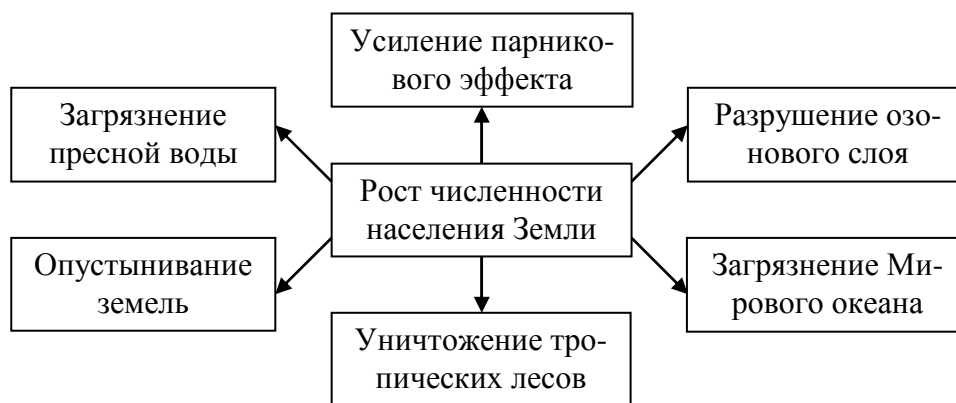 Усиление парнико-
вого эффекта
Загрязнение
пресной воды
Разрушение озо-
нового слоя
Рост численности
населения Земли
Опустынивание
земель
Загрязнение Ми-
рового океана
Уничтожение тро-
пических лесов